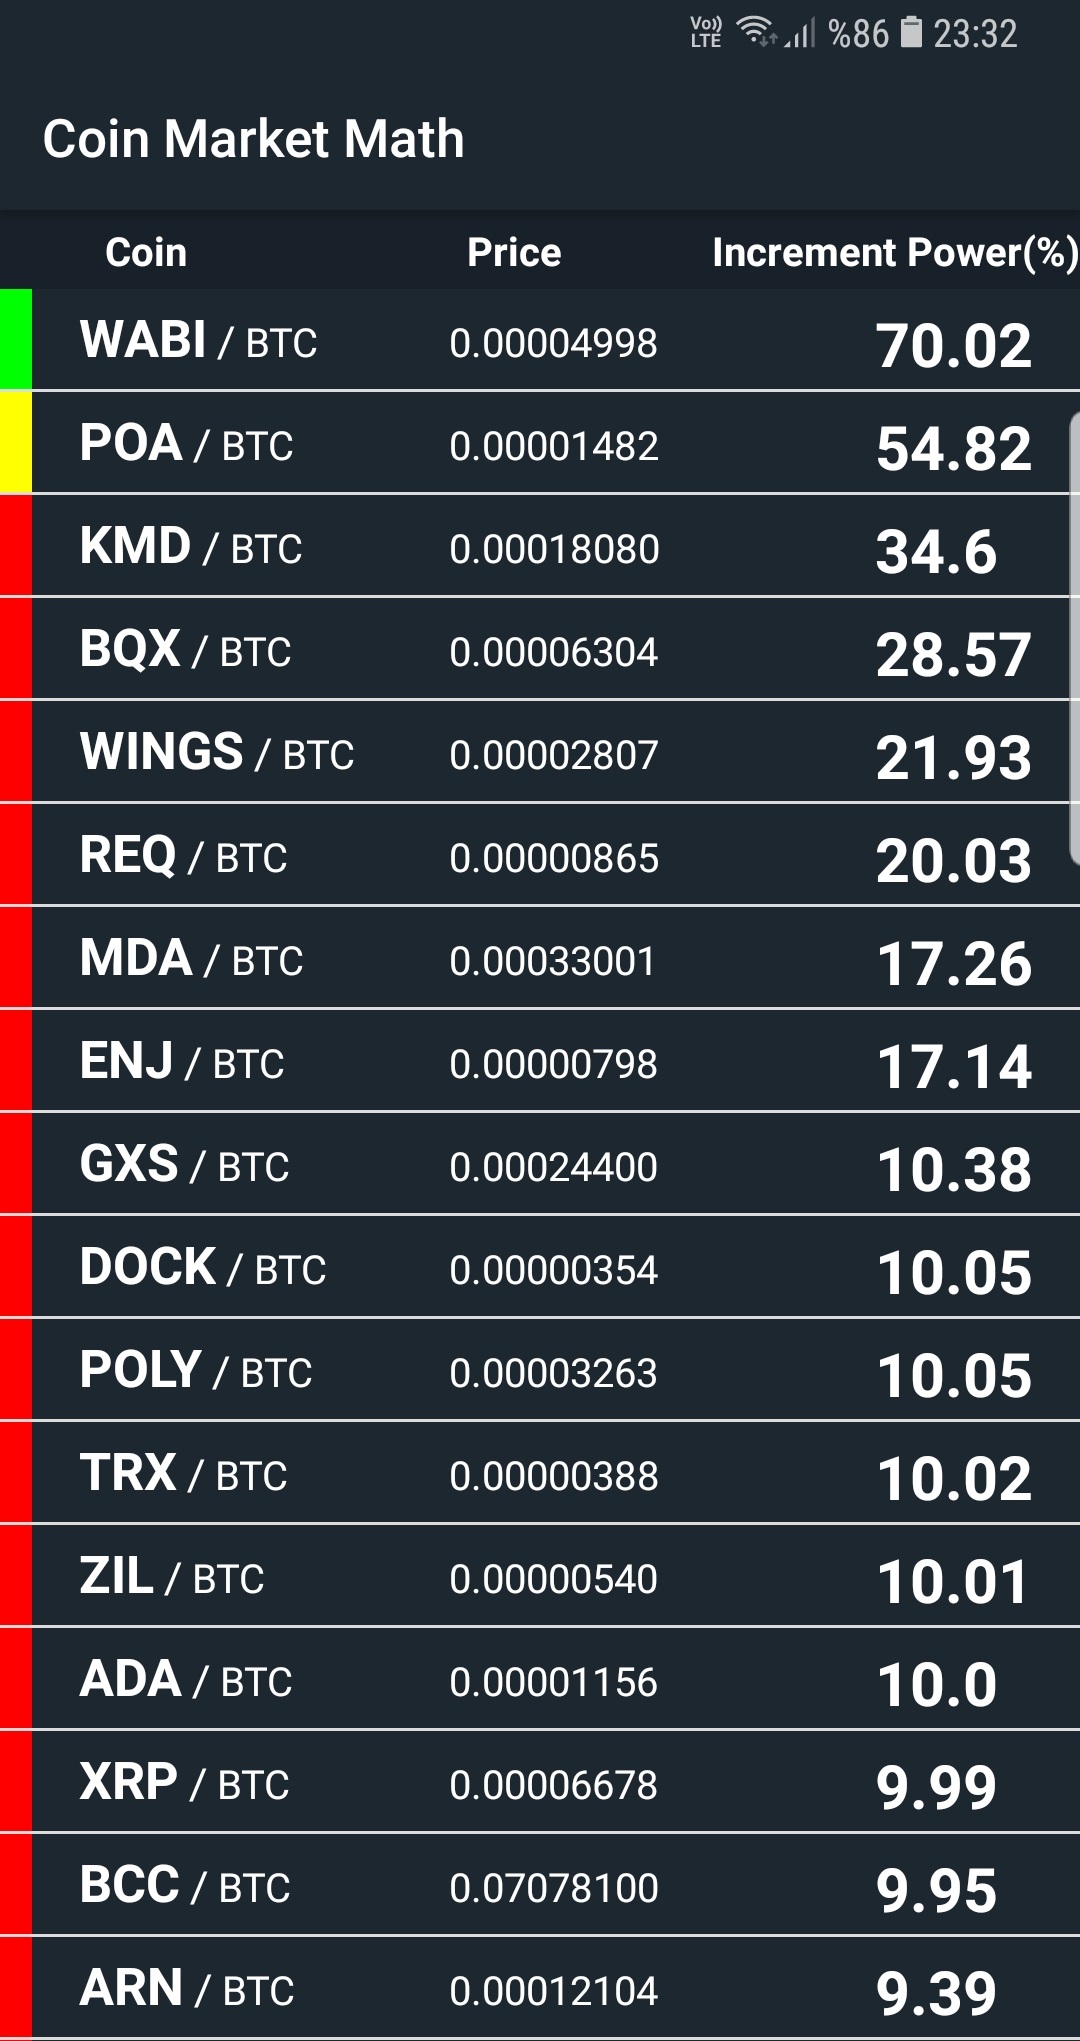 Vo)) LTE %86 23:32
Coin Market Math
Coin Price Increment Power(%)
WABI / BTC 0.00004998 70.02
POA / BTC 0.00001482 54.82
KMD / BTC 0.00018080 34.6
BQX / BTC 0.00006304 28.57
WINGS / BTC 0.00002807 21.93
REQ / BTC 0.00000865 20.03
MDA / BTC 0.00033001 17.26
ENJ / BTC 0.00000798 17.14
GXS / BTC 0.00024400 10.38
DOCK / BTC 0.00000354 10.05
POLY / BTC 0.00003263 10.05
TRX / BTC 0.00000388 10.02
ZIL / BTC 0.00000540 10.01
ADA / BTC 0.00001156 10.0
XRP / BTC 0.00006678 9.99
BCC / BTC 0.07078100 9.95
ARN / BTC 0.00012104 9.39